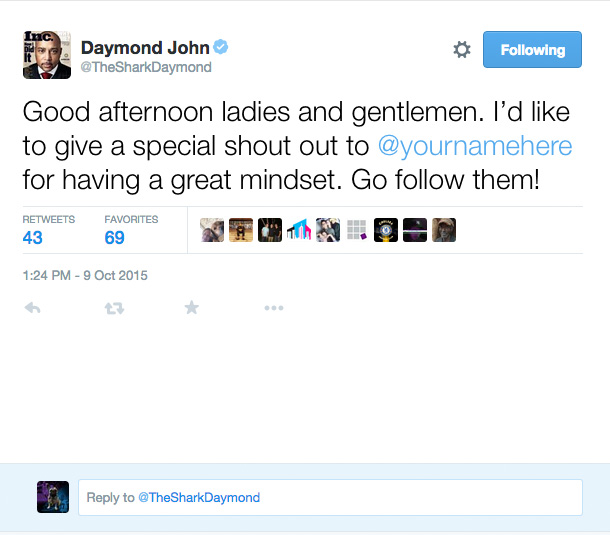 Inc.
Daymond John
@TheSharkDaymond
Following
Good afternoon ladies and gentlemen. I’d like
to give a special shout out to @yournamehere
for having a great mindset. Go follow them!
RETWEETS FAVORITES
43 69
1:24 PM - 9 Oct 2015
Reply to @TheSharkDaymond